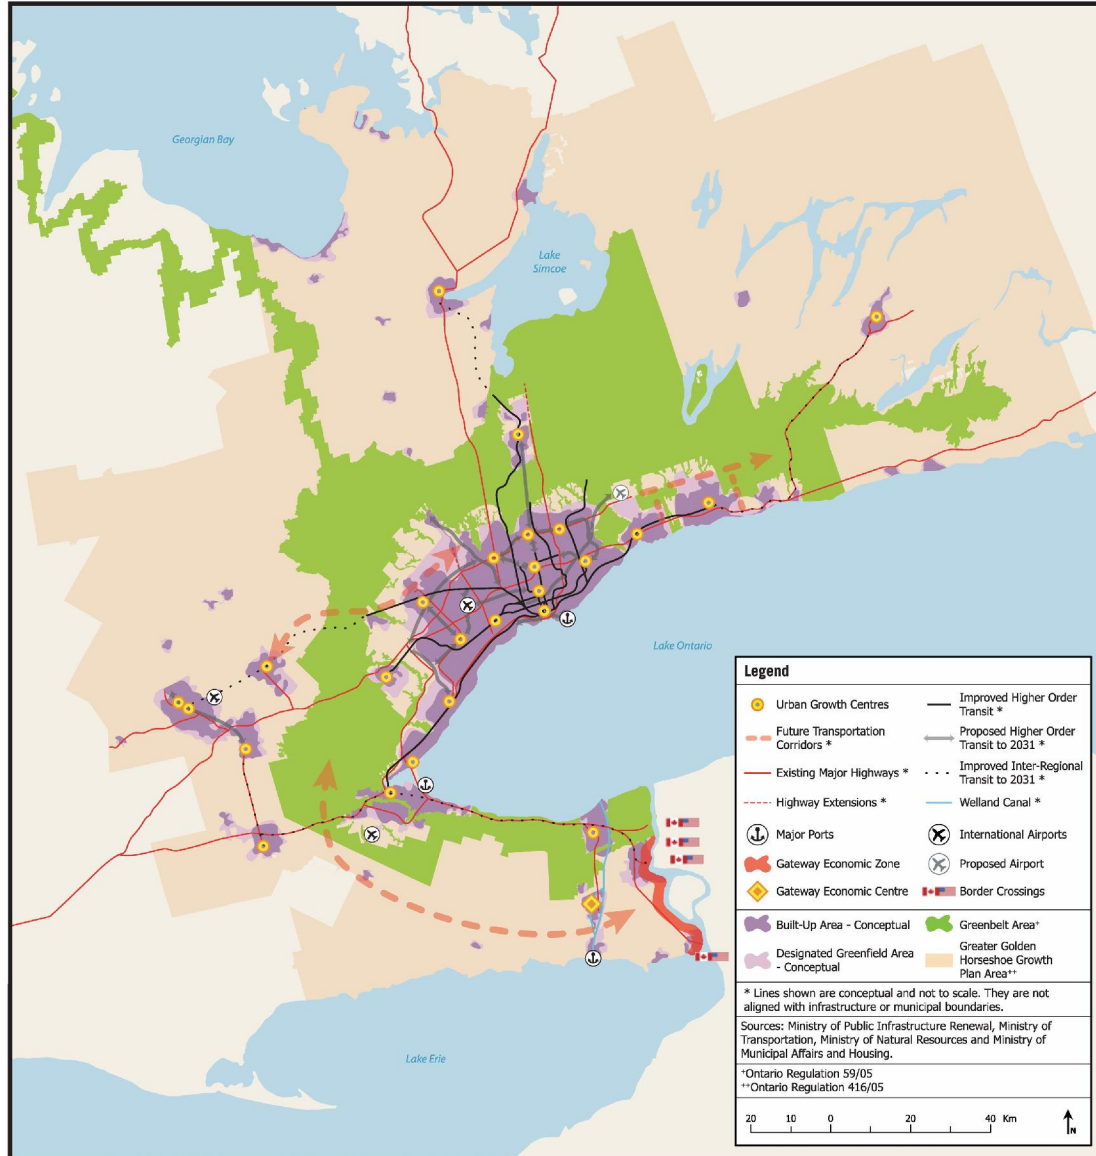 Georgian Bay
Lake
Simcoe
Lake Ontario
Lake Erie
Legend
Urban Growth Centres
Future Transportation
Corridors *
Existing Major Highways *
Highway Extensions *
Major Ports
Gateway Economic Zone
Gateway Economic Centre
Improved Higher Order
Transit *
Proposed Higher Order
Transit to 2031 *
Improved Inter-Regional
Transit to 2031 *
Welland Canal *
International Airports
Proposed Airport
Border Crossings
Built-Up Area - Conceptual
Designated Greenfield Area
- Conceptual
Greenbelt Area+
Greater Golden
Horseshoe Growth
Plan Area++
* Lines shown are conceptual and not to scale. They are not
aligned with infrastructure or municipal boundaries.
Sources: Ministry of Public Infrastructure Renewal, Ministry of
Transportation, Ministry of Natural Resources and Ministry of
Municipal Affairs and Housing.
+Ontario Regulation 59/05
++Ontario Regulation 416/05
20 10 0 20 40 Km
N